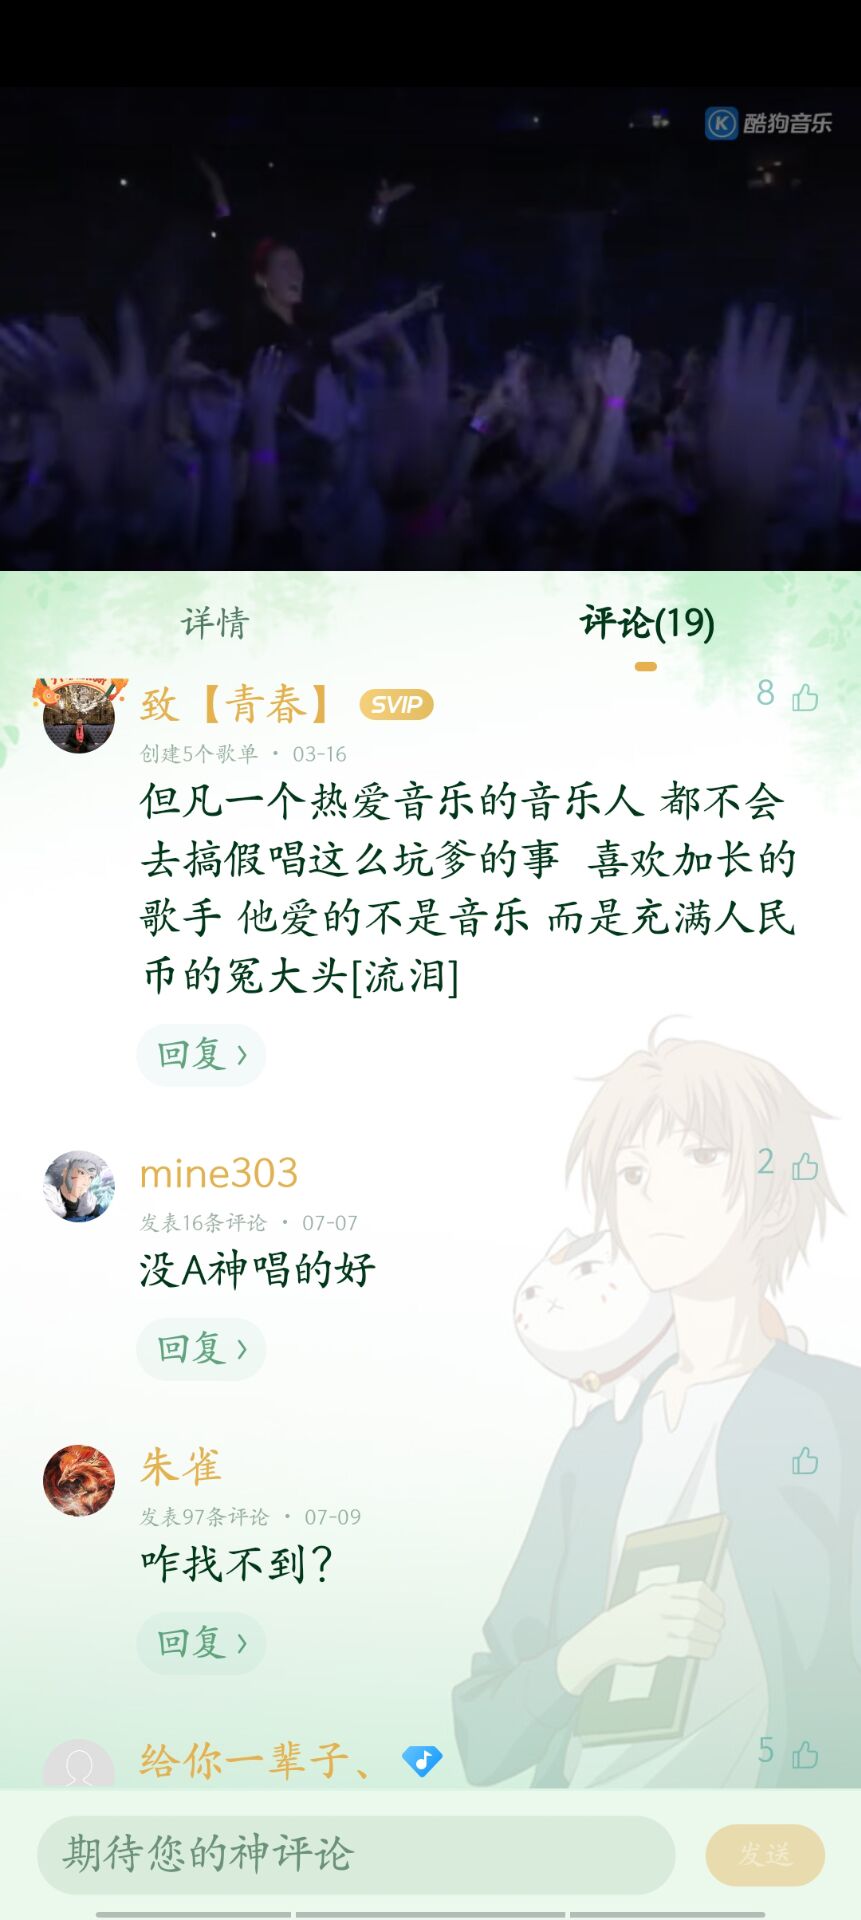 酷狗音乐
详情
评论(19)
致【青春】 SVIP
8
创建5个歌单 · 03-16
但凡一个热爱音乐的音乐人 都不会
去搞假唱这么坑爹的事  喜欢加长的
歌手 他爱的不是音乐 而是充满人民
币的冤大头[流泪]
回复 >
mine303
2
发表16条评论 · 07-07
没A神唱的好
回复 >
朱雀
发表97条评论 · 07-09
咋找不到?
回复 >
给你一辈子、
5
期待您的神评论
发送